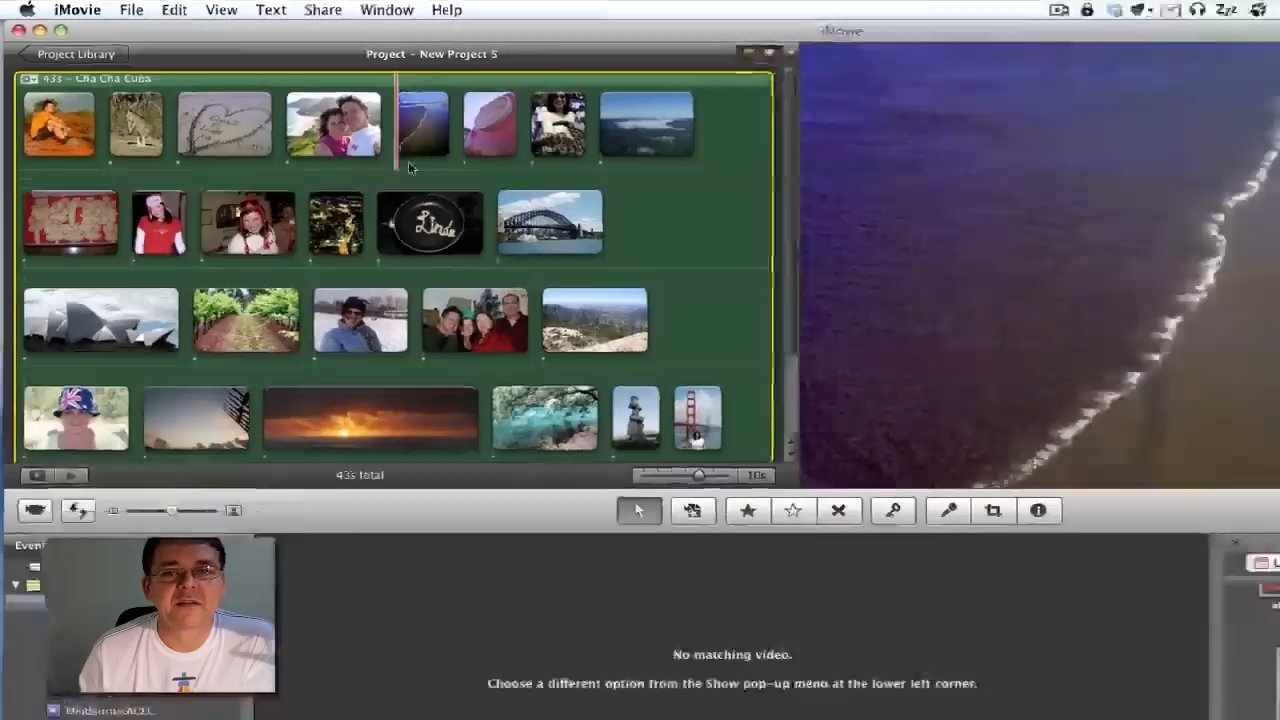 iMovie File Edit View Text Share Window Help
iMovie
Project Library
Project - New Project 5
43s - Cha Cha Cuba
Linda
43s total
10s
Event
No matching video.
Choose a different option from the Show pop-up menu at the lower left corner.